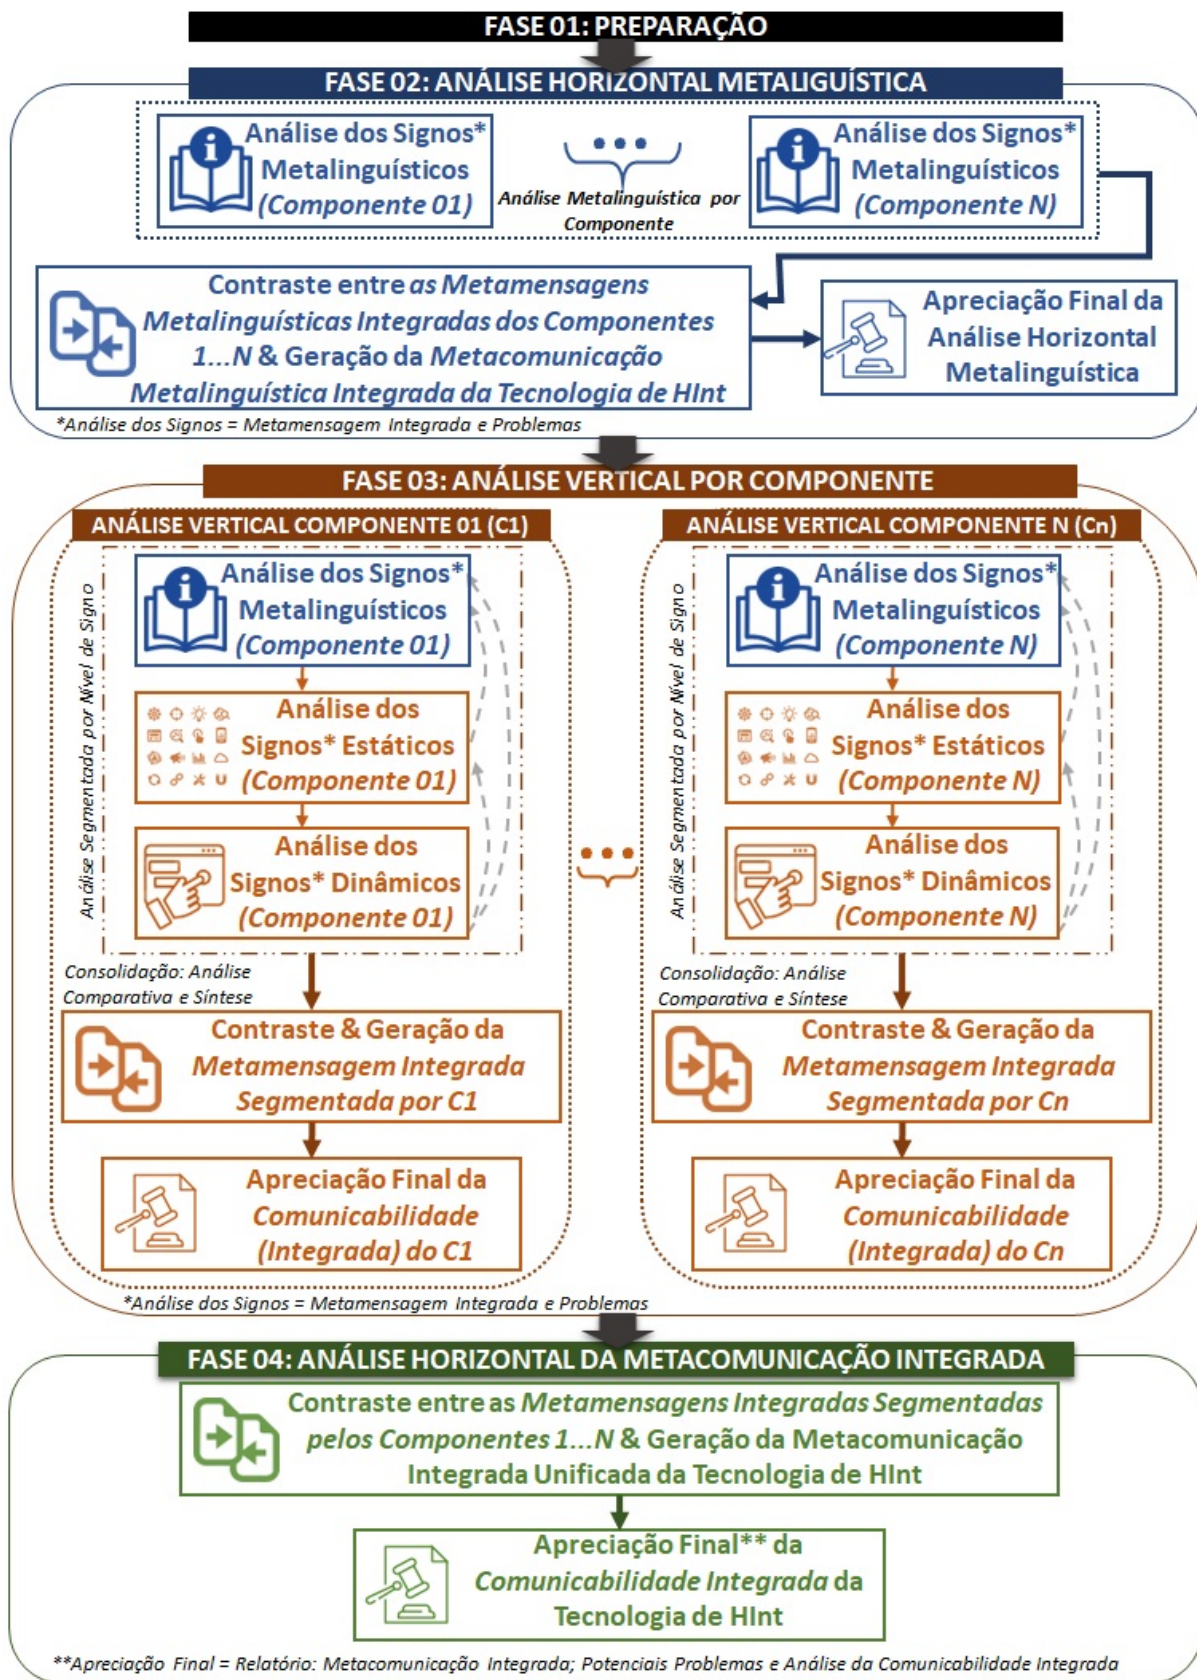 FASE 01: PREPARAÇÃO
FASE 02: ANÁLISE HORIZONTAL METALIGUÍSTICA
Análise dos Signos*
Metalinguísticos
(Componente 01)
Análise Metalinguística por
Componente
Análise dos Signos*
Metalinguísticos
(Componente N)
Contraste entre as Metamensagens
Metalinguísticas Integradas dos Componentes
1...N & Geração da Metacomunicação
Metalinguística Integrada da Tecnologia de HInt
Apreciação Final da
Análise Horizontal
Metalinguística
*Análise dos Signos = Metamensagem Integrada e Problemas
FASE 03: ANÁLISE VERTICAL POR COMPONENTE
ANÁLISE VERTICAL COMPONENTE 01 (C1)
Análise Segmentada por Nível de Signo
Análise dos Signos*
Metalinguísticos
(Componente 01)
Análise dos
Signos* Estáticos
(Componente 01)
Análise dos
Signos* Dinâmicos
(Componente 01)
Consolidação: Análise
Comparativa e Síntese
Contraste & Geração da
Metamensagem Integrada
Segmentada por C1
Apreciação Final da
Comunicabilidade
(Integrada) do C1
ANÁLISE VERTICAL COMPONENTE N (Cn)
Análise Segmentada por Nível de Signo
Análise dos Signos*
Metalinguísticos
(Componente N)
Análise dos
Signos* Estáticos
(Componente N)
Análise dos
Signos* Dinâmicos
(Componente N)
Consolidação: Análise
Comparativa e Síntese
Contraste & Geração da
Metamensagem Integrada
Segmentada por Cn
Apreciação Final da
Comunicabilidade
(Integrada) do Cn
*Análise dos Signos = Metamensagem Integrada e Problemas
FASE 04: ANÁLISE HORIZONTAL DA METACOMUNICAÇÃO INTEGRADA
Contraste entre as Metamensagens Integradas Segmentadas
pelos Componentes 1...N & Geração da Metacomunicação
Integrada Unificada da Tecnologia de HInt
Apreciação Final** da
Comunicabilidade Integrada da
Tecnologia de HInt
**Apreciação Final = Relatório: Metacomunicação Integrada; Potenciais Problemas e Análise da Comunicabilidade Integrada